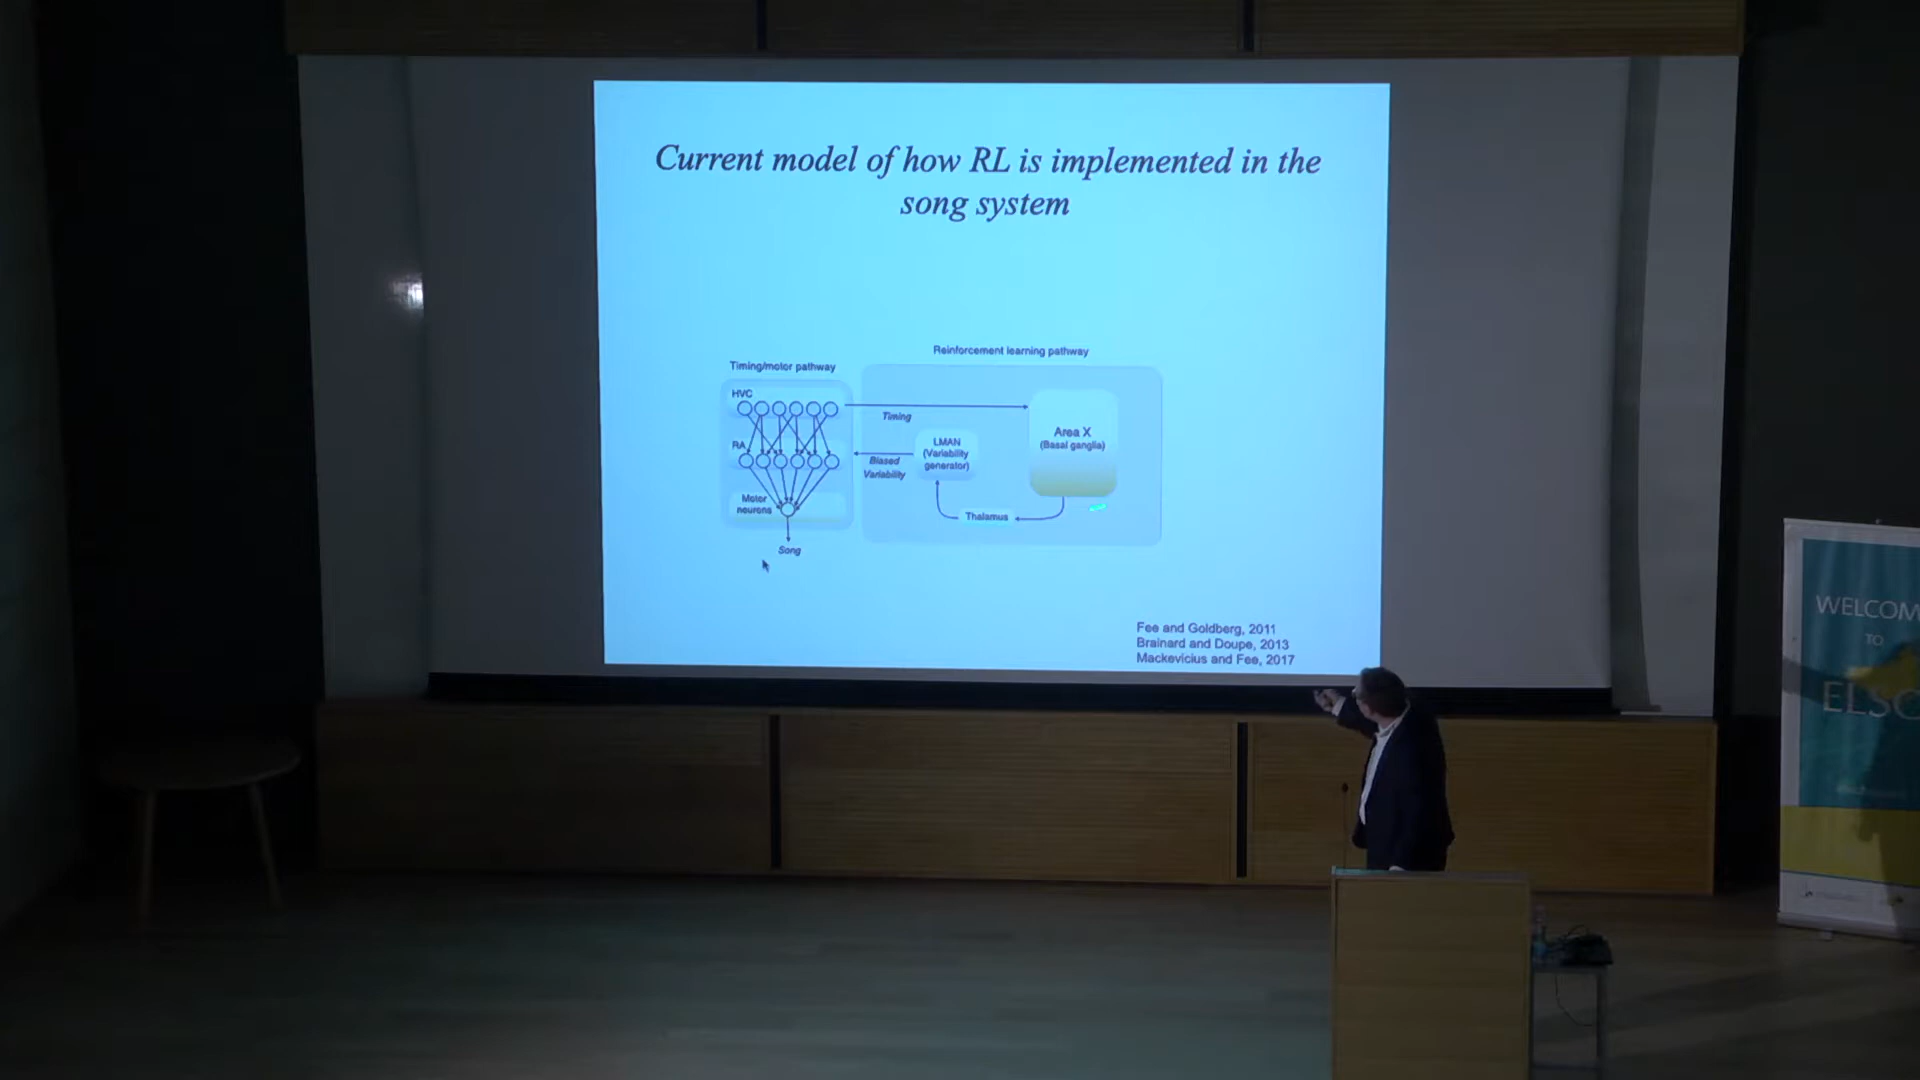 Current model of how RL is implemented in the
song system
Reinforcement learning pathway
Timing/motor pathway
HVC
Timing
RA
LMAN
(Variability
generator)
Area X
(Basal ganglia)
Biased
Variability
Motor
neurons
Thalamus
Song
Fee and Goldberg, 2011
Brainard and Doupe, 2013
Mackevicius and Fee, 2017
WELCOM
TO
ELSC